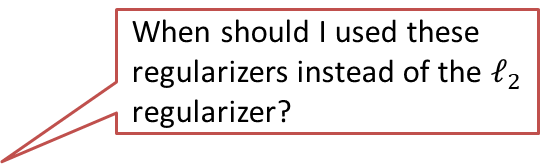 When should I used these
regularizers instead of the ℓ₂
regularizer?